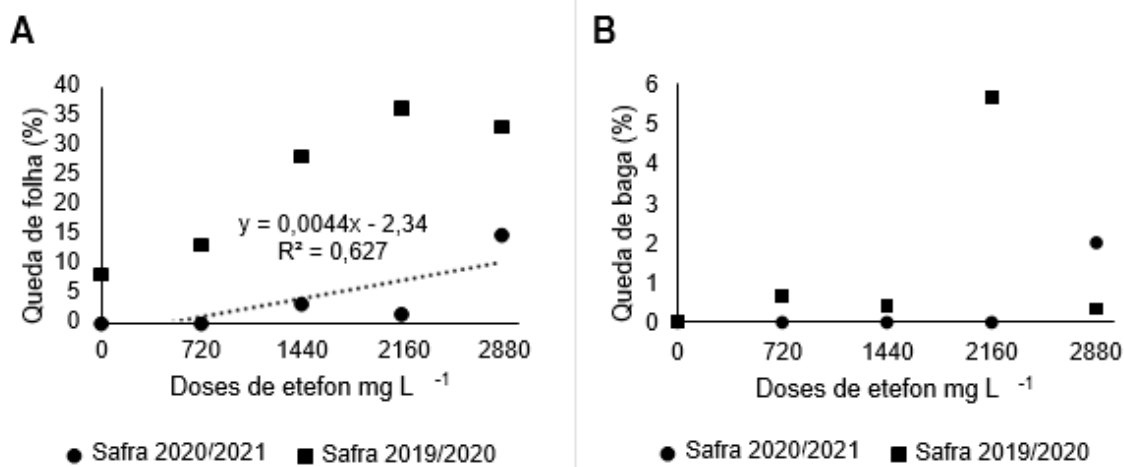 A
Queda de folha (%)
40
35
30
25
20
15
10
5
0
y = 0,0044x - 2,34
R² = 0,627
0 720 1440 2160 2880
Doses de etefon mg L ⁻¹
Safra 2020/2021 Safra 2019/2020
B
Queda de baga (%)
6
5
4
3
2
1
0
0 720 1440 2160 2880
Doses de etefon mg L ⁻¹
Safra 2020/2021 Safra 2019/2020